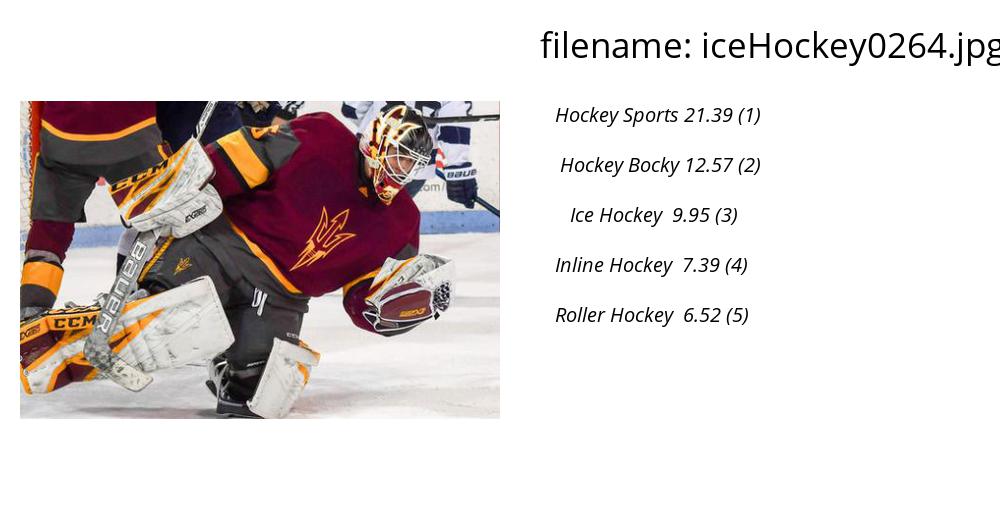 filename: iceHockey0264.jpg
Hockey Sports 21.39 (1)
Hockey Bocky 12.57 (2)
Ice Hockey 9.95 (3)
Inline Hockey 7.39 (4)
Roller Hockey 6.52 (5)
CCM
BAUER
BAUER
CCM